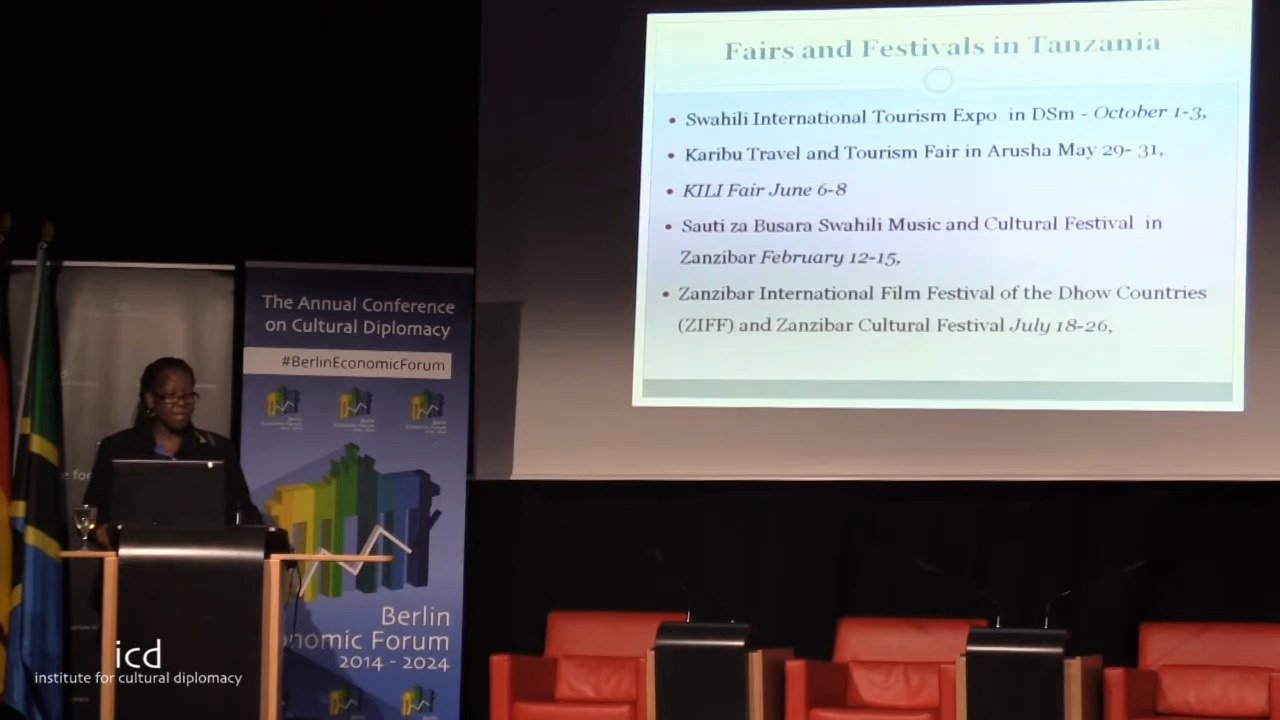 Fairs and Festivals in Tanzania
Swahili International Tourism Expo in DSm - October 1-3,
Karibu Travel and Tourism Fair in Arusha May 29- 31,
KILI Fair June 6-8
Sauti za Busara Swahili Music and Cultural Festival in
Zanzibar February 12-15,
Zanzibar International Film Festival of the Dhow Countries
(ZIFF) and Zanzibar Cultural Festival July 18-26,
icd
The Annual Conference
on Cultural Diplomacy
#BerlinEconomicForum
e for
Berlin
onomic Forum
2014 - 2024
icd
institute for cultural diplomacy